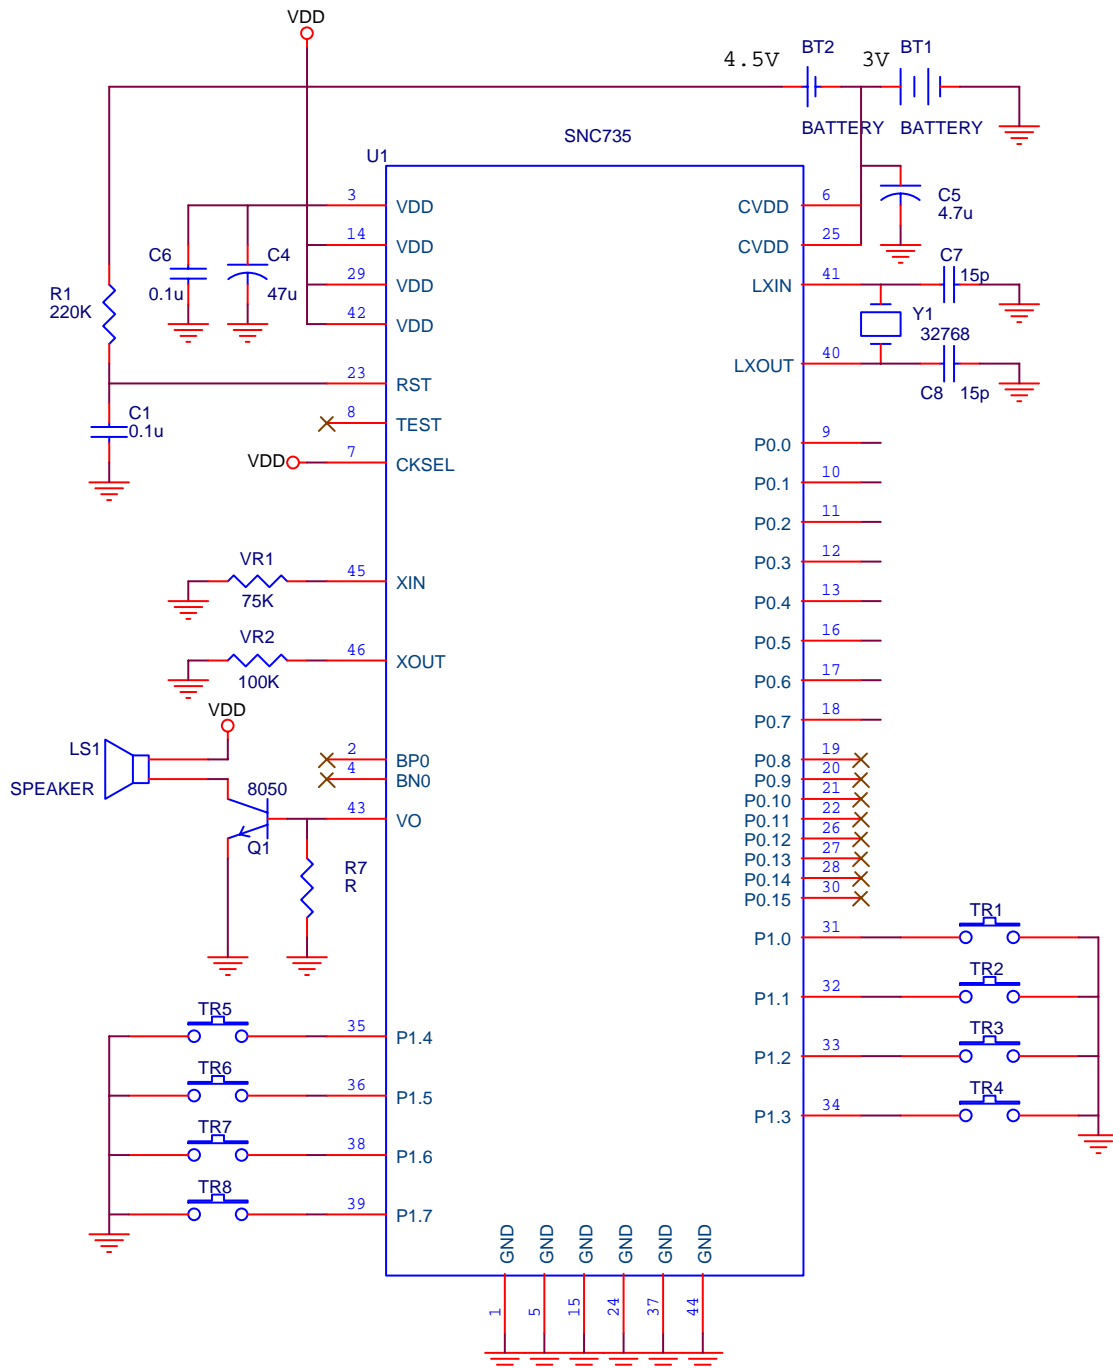 VDD
4.5V
BT2
3V
BT1
BATTERY
BATTERY
SNC735
U1
3
VDD
14
VDD
29
VDD
42
VDD
23
RST
8
TEST
7
CKSEL
VDD
C6
0.1u
C4
47u
R1
220K
C1
0.1u
CVDD
6
CVDD
25
C5
4.7u
LXIN
41
C7
15p
Y1
32768
LXOUT
40
C8
15p
P0.0
9
P0.1
10
P0.2
11
P0.3
12
P0.4
13
P0.5
16
P0.6
17
P0.7
18
P0.8
19
P0.9
20
P0.10
21
P0.11
22
P0.12
26
P0.13
27
P0.14
28
P0.15
30
VR1
75K
45
XIN
VR2
100K
46
XOUT
VDD
LS1
SPEAKER
2
BP0
4
BN0
8050
Q1
43
VO
R7
R
P1.0
31
TR1
P1.1
32
TR2
P1.2
33
TR3
P1.3
34
TR4
TR5
35
P1.4
TR6
36
P1.5
TR7
38
P1.6
TR8
39
P1.7
GND
GND
GND
GND
GND
GND
1
5
15
24
37
44